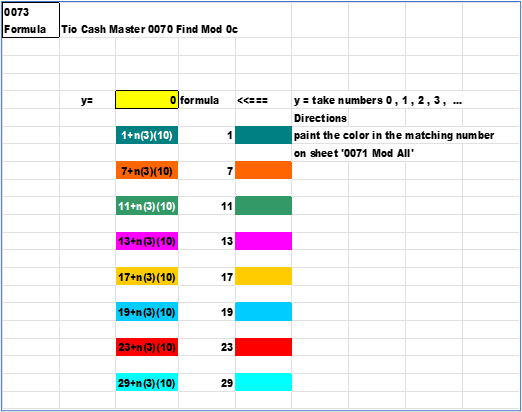 0073
Formula Tio Cash Master 0070 Find Mod 0c
y= 0 formula <<=== y = take numbers 0 , 1 , 2 , 3 , ...
Directions
1+n(3)(10) 1 paint the color in the matching number
on sheet '0071 Mod All'
7+n(3)(10) 7
11+n(3)(10) 11
13+n(3)(10) 13
17+n(3)(10) 17
19+n(3)(10) 19
23+n(3)(10) 23
29+n(3)(10) 29